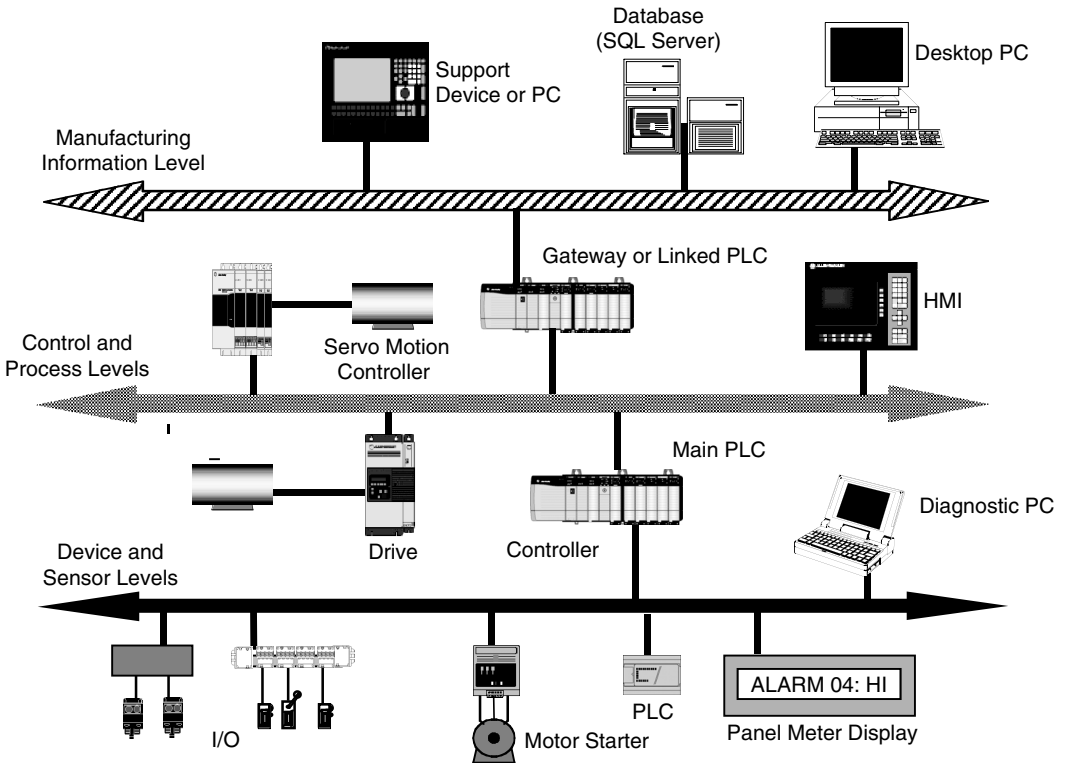 Database
(SQL Server)
Support
Device or PC
Desktop PC
Manufacturing
Information Level
Gateway or Linked PLC
HMI
Servo Motion
Controller
Control and
Process Levels
Main PLC
Diagnostic PC
Drive
Controller
Device and
Sensor Levels
I/O
Motor Starter
PLC
ALARM 04: HI
Panel Meter Display